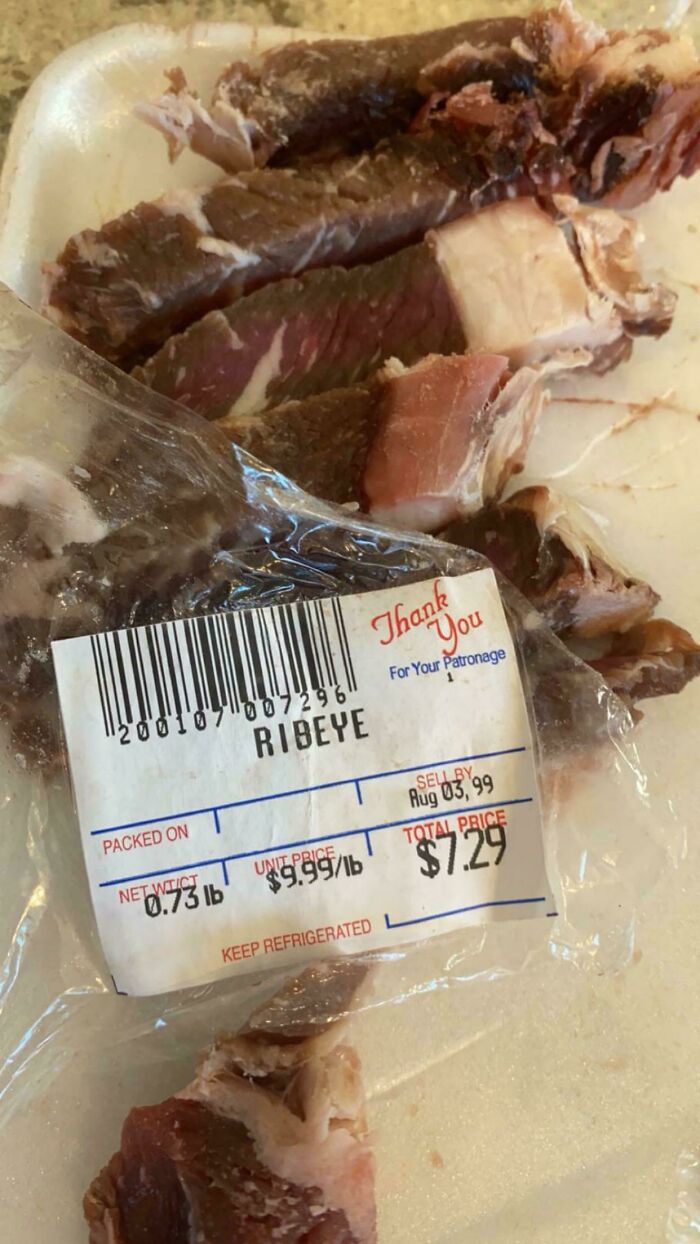 Thank
You
For Your Patronage
1
200107 007296
RIBEYE
SELL BY
Aug 03, 99
PACKED ON
TOTAL PRICE
$7.29
UNIT PRICE
$9.99/lb
NET WT/CT
0.73 lb
KEEP REFRIGERATED